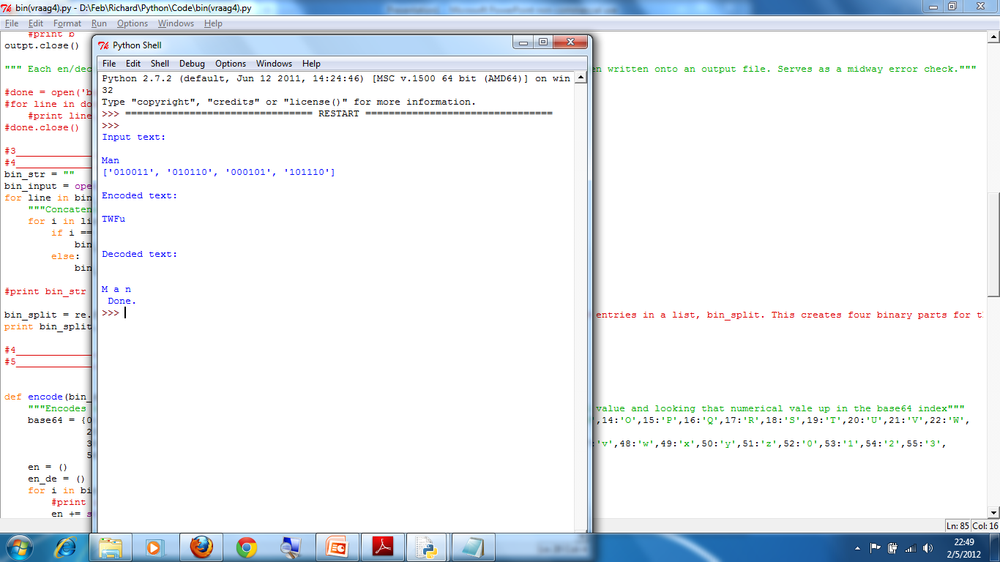 bin(vraag4).py - D:\Feb\Richard\Python\Code\bin(vraag4).py
File Edit Format Run Options Windows Help
#print b
outpt.close()
""" Each en/dec
en written onto an output file. Serves as a midway error check."""
#done = open('b
#for line in do
#print line
#done.close()
#3
#4
bin_str = ""
bin_input = ope
for line in bin
"""Concaten
for i in li
if i ==
bin
else:
bin
#print bin_str
bin_split = re.
entries in a list, bin_split. This creates four binary parts for t
print bin_split
#4
#5
def encode(bin_
"""Encodes
value and looking that numerical vale up in the base64 index"""
base64 = {0
,14:'O',15:'P',16:'Q',17:'R',18:'S',19:'T',20:'U',21:'V',22:'W',
2
3
'v',48:'w',49:'x',50:'y',51:'z',52:'0',53:'1',54:'2',55:'3',
5
en = ()
en_de = ()
for i in bi
#print
en += s
Ln: 85 Col: 16
Python Shell
File Edit Shell Debug Options Windows Help
Python 2.7.2 (default, Jun 12 2011, 14:24:46) [MSC v.1500 64 bit (AMD64)] on win
32
Type "copyright", "credits" or "license()" for more information.
>>> ================================ RESTART ================================
>>>
Input text:
Man
['010011', '010110', '000101', '101110']
Encoded text:
TWFu
Decoded text:
M a n
Done.
>>>
22:49
2/5/2012